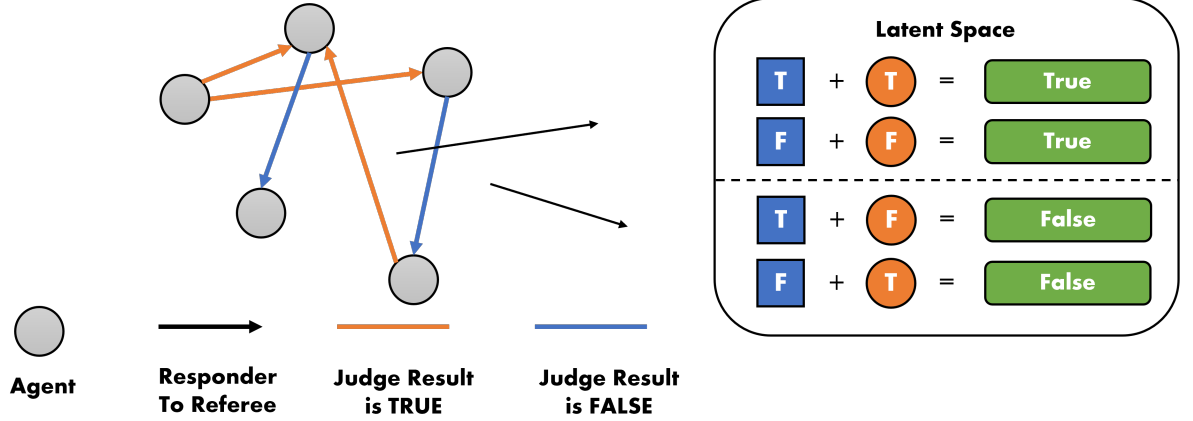 Latent Space
T + T = True
F + F = True
T + F = False
F + T = False
Agent
Responder
To Referee
Judge Result
is TRUE
Judge Result
is FALSE